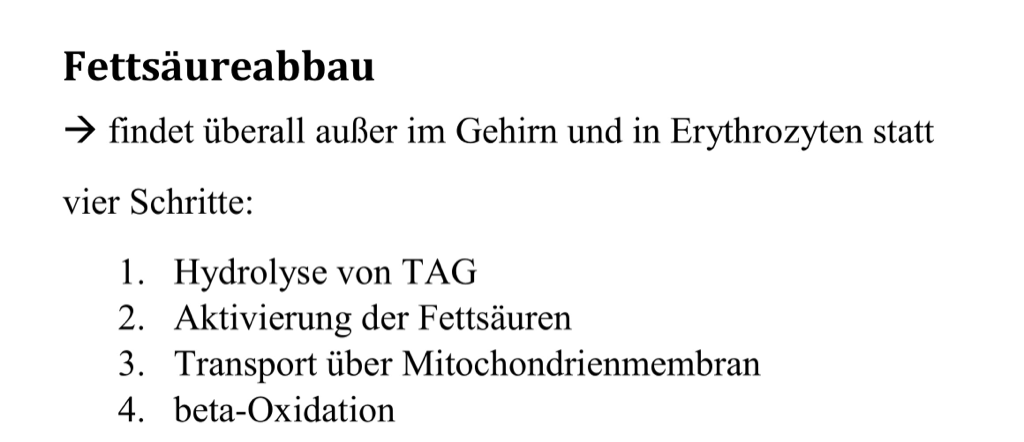 Fettsäureabbau
→ findet überall außer im Gehirn und in Erythrozyten statt
vier Schritte:
1. Hydrolyse von TAG
2. Aktivierung der Fettsäuren
3. Transport über Mitochondrienmembran
4. beta-Oxidation